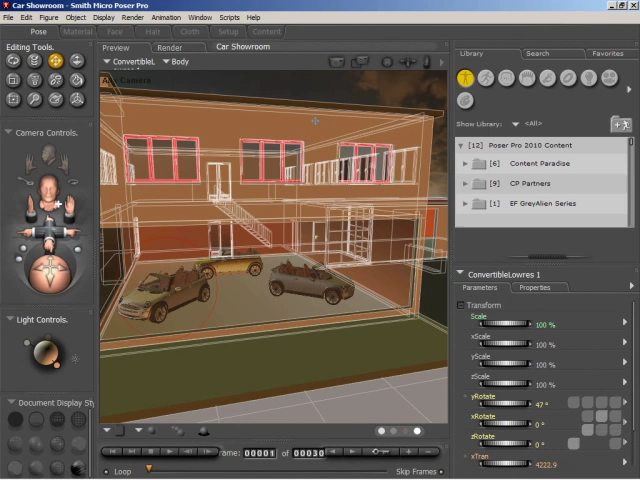 Car Showroom - Smith Micro Poser Pro
File Edit Figure Object Display Render Animation Window Scripts Help
Pose Material Face Hair Cloth Setup Content
Editing Tools.
Preview Render Car Showroom
ConvertibleL Body
Camera
Camera Controls.
Light Controls.
Document Display St
Loop
rame: 00001 of 00030
Skip Frames
Library Search Favorites
Show Library: <All>
[12] Poser Pro 2010 Content
[6] Content Paradise
[9] CP Partners
[1] EF GreyAlien Series
ConvertibleLowres 1
Parameters Properties
Transform
Scale
100 %
xScale
100 %
yScale
100 %
zScale
100 %
yRotate
47 °
xRotate
0 °
zRotate
0 °
xTran
4222.9